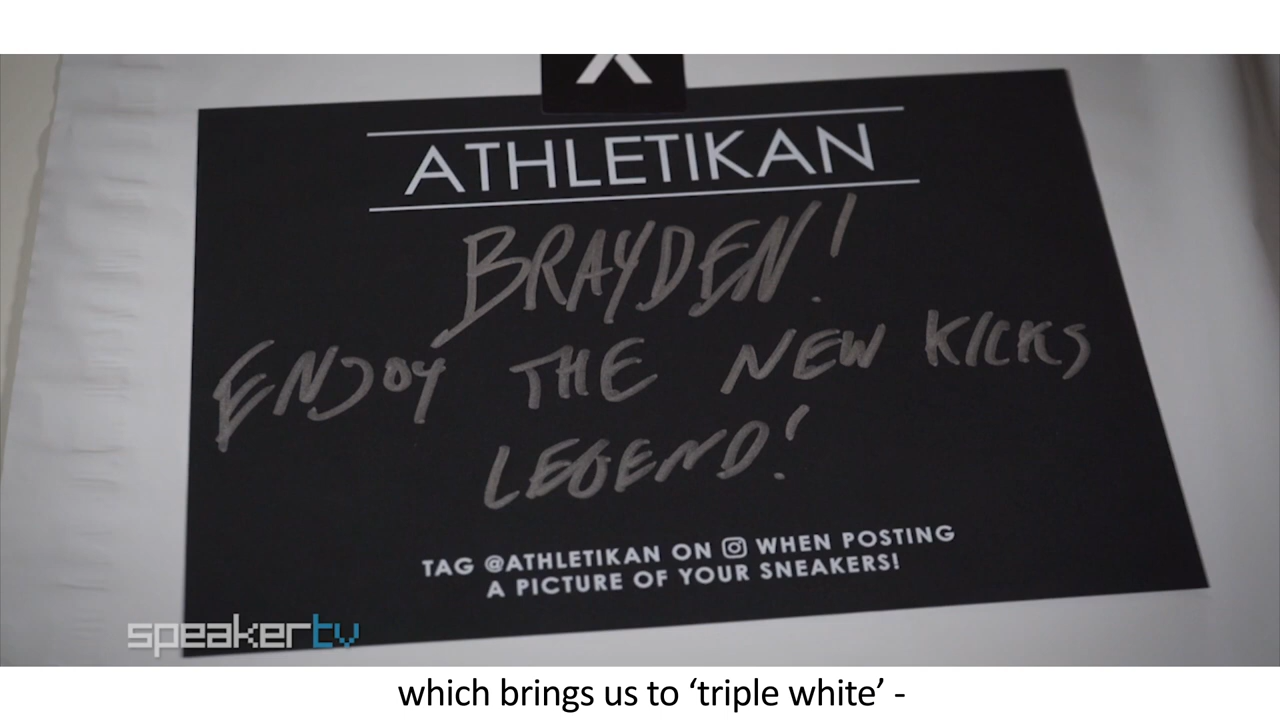 ATHLETIKAN
BRAYDEN!
ENJOY THE NEW KICKS
LEGEND!
TAG @ATHLETIKAN ON WHEN POSTING
A PICTURE OF YOUR SNEAKERS!
speakertv
which brings us to ‘triple white’ -